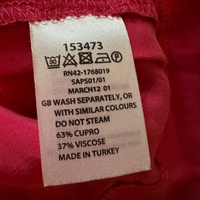 153473
RN42-1768019
SAPS01/01
MARCH12 01
GB WASH SEPARATELY, OR
WITH SIMILAR COLOURS
DO NOT STEAM
63% CUPRO
37% VISCOSE
MADE IN TURKEY